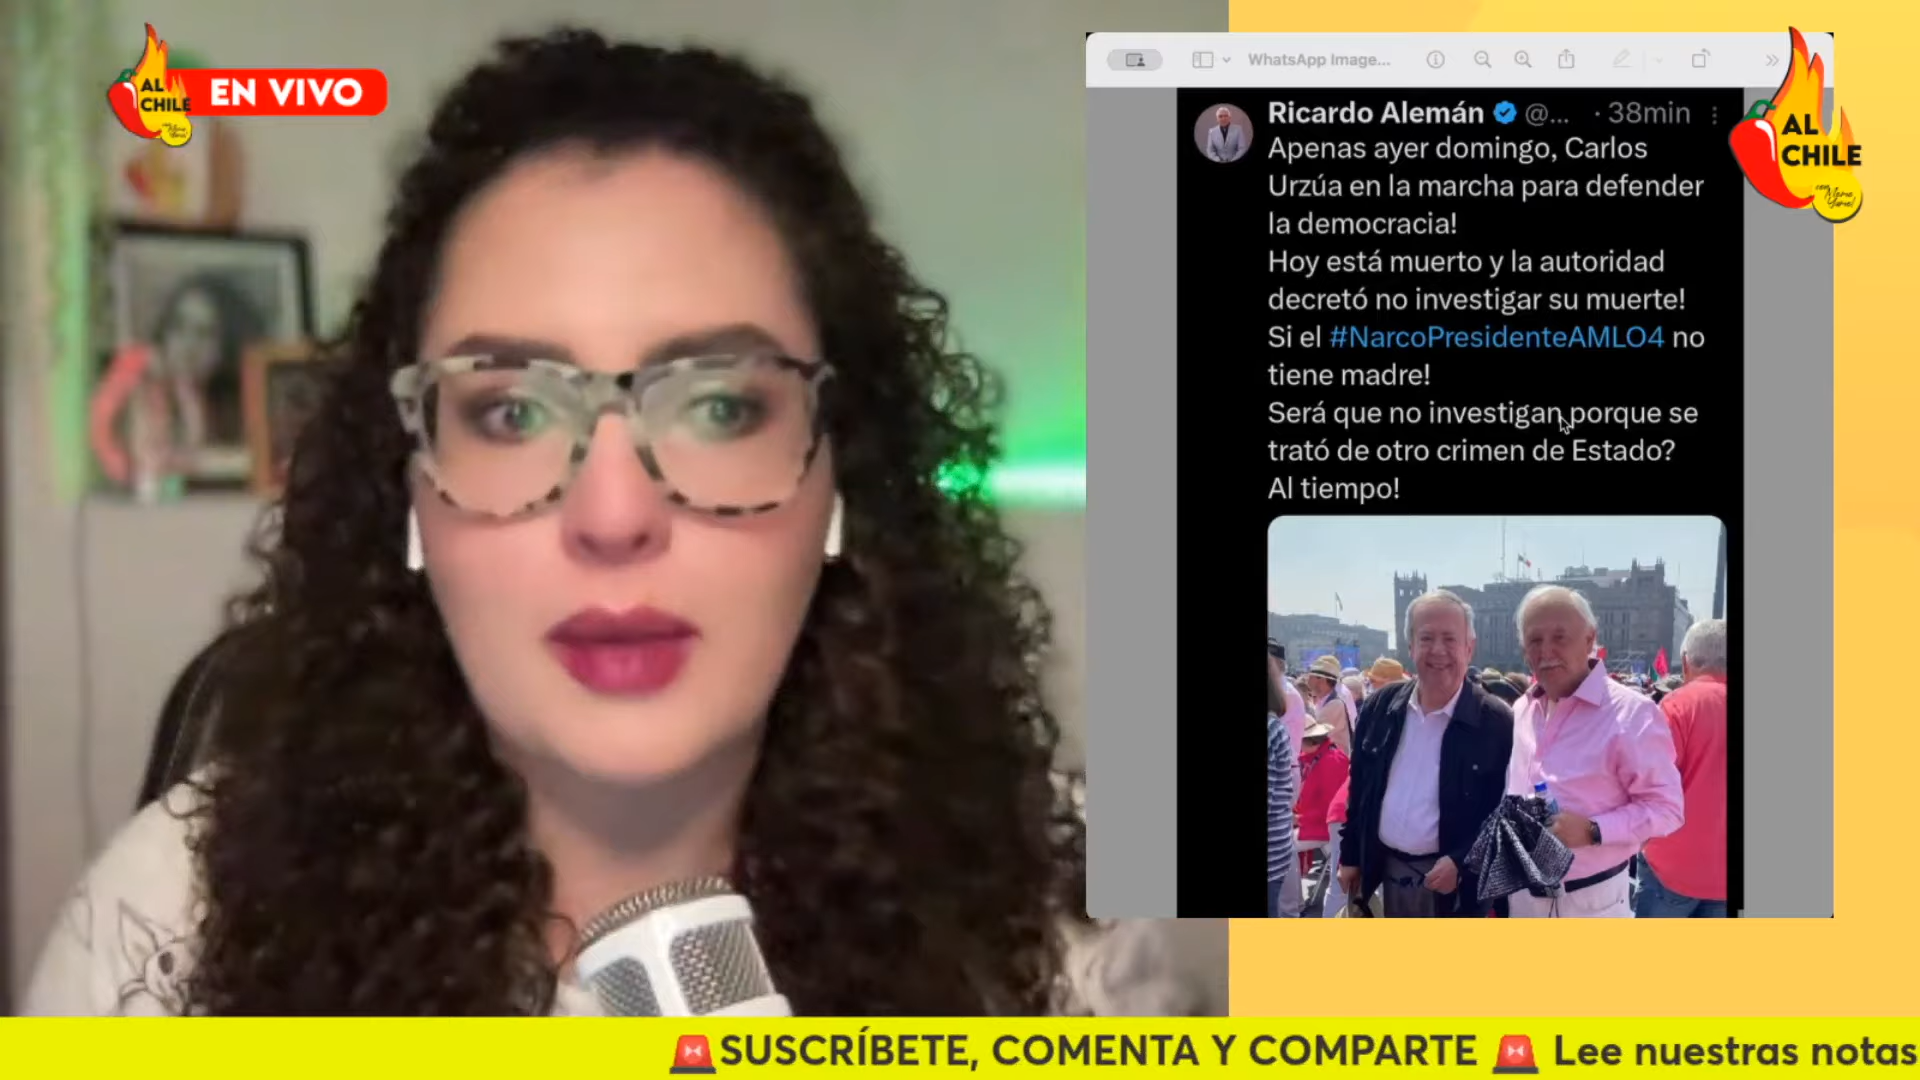 AL
CHILE
EN VIVO
WhatsApp Image...
Ricardo Alemán @... · 38min
Apenas ayer domingo, Carlos
Urzúa en la marcha para defender
la democracia!
Hoy está muerto y la autoridad
decretó no investigar su muerte!
Si el #NarcoPresidenteAMLO4 no
tiene madre!
Será que no investigan porque se
trató de otro crimen de Estado?
Al tiempo!
AL
CHILE
SUSCRÍBETE, COMENTA Y COMPARTE Lee nuestras notas